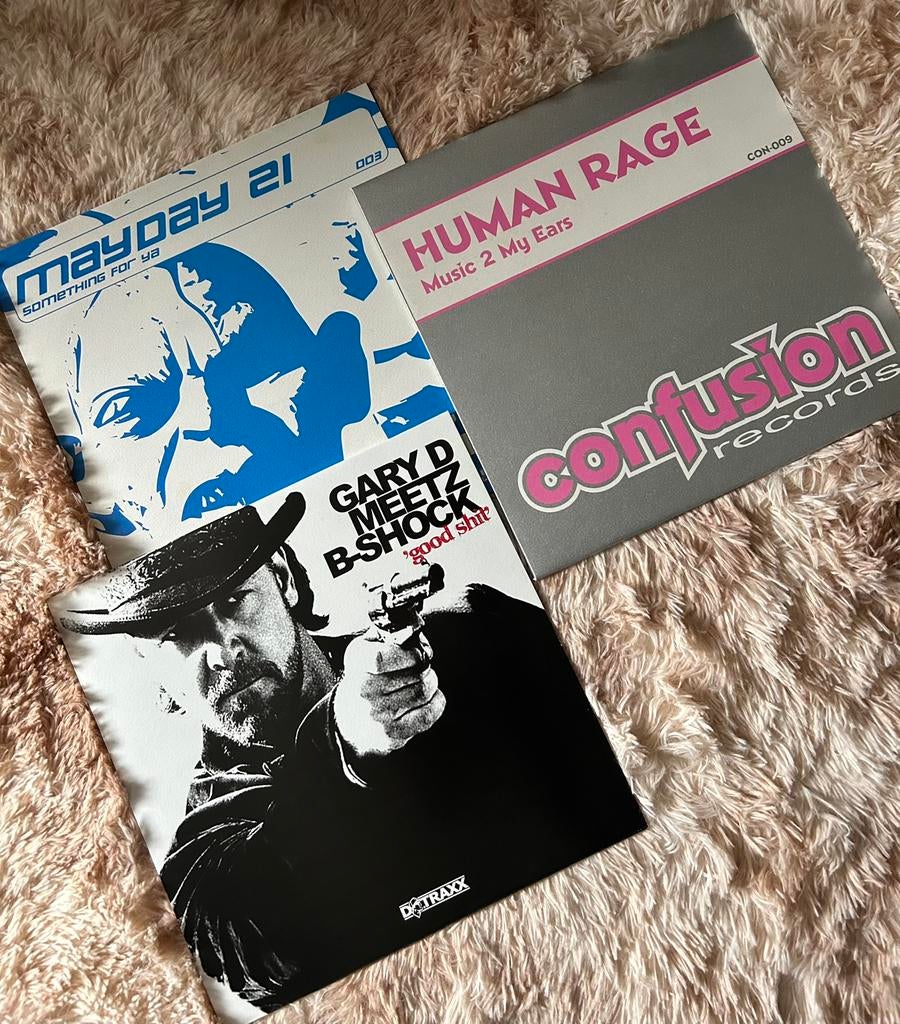 mayday 21
003
something for ya
HUMAN RAGE
Music 2 My Ears
CON-009
confusion
records
GARY D
MEETZ
B-SHOCK
'good shit'
D●TRAXX